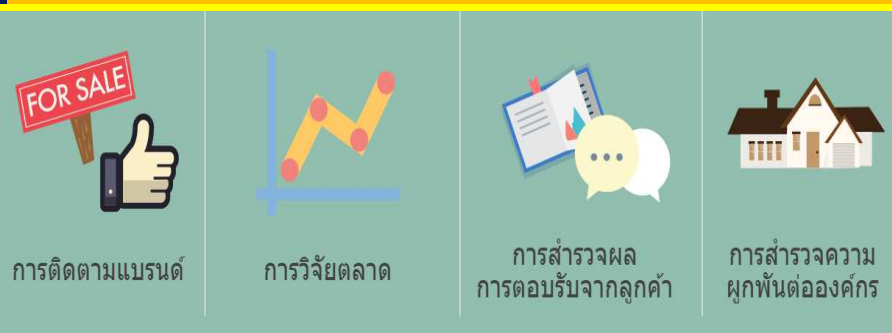 FOR SALE
การติดตามแบรนด์
การวิจัยตลาด
การสำรวจผล
การตอบรับจากลูกค้า
การสำรวจความ
ผูกพันต่อองค์กร